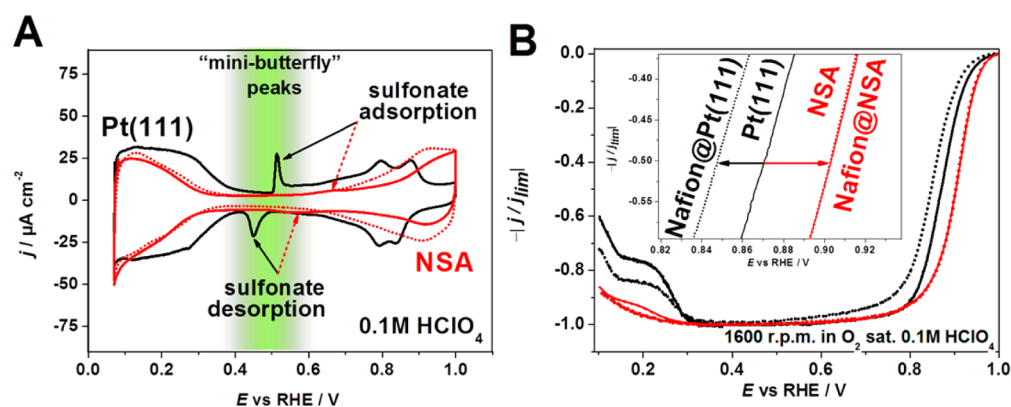 A
"mini-butterfly"
peaks
sulfonate
adsorption
Pt(111)
NSA
sulfonate
desorption
0.1M HClO4
j / µA cm-2
75
50
25
0
-25
-50
-75
0.0 0.2 0.4 0.6 0.8 1.0
E vs RHE / V
B
–| j / jlim|
0.0
-0.2
-0.4
-0.6
-0.8
-1.0
0.2 0.4 0.6 0.8 1.0
E vs RHE / V
1600 r.p.m. in O2 sat. 0.1M HClO4
–| j / jlim|
-0.40
-0.45
-0.50
-0.55
0.82 0.84 0.86 0.88 0.90 0.92
E vs RHE / V
Nafion@Pt(111)
Pt(111)
NSA
Nafion@NSA